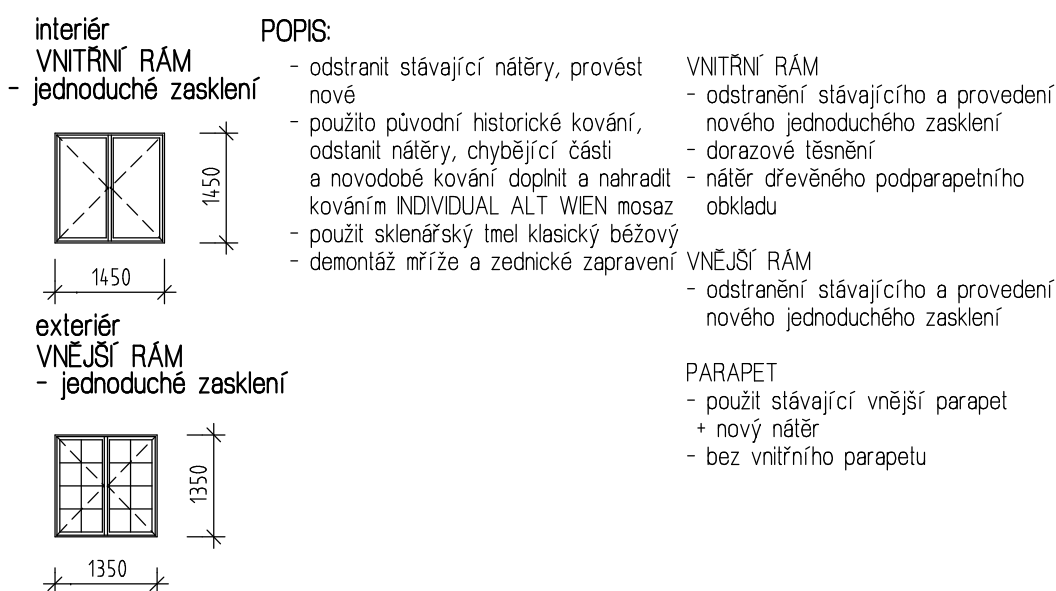 interiér
VNITŘNÍ RÁM
- jednoduché zasklení
1450
1450
exteriér
VNĚJŠÍ RÁM
- jednoduché zasklení
1350
1350
POPIS:
- odstranit stávající nátěry, provést
nové
- použito původní historické kování,
odstanit nátěry, chybějící části
a novodobé kování doplnit a nahradit
kováním INDIVIDUAL ALT WIEN mosaz
- použit sklenářský tmel klasický béžový
- demontáž mříže a zednické zapravení
VNITŘNÍ RÁM
- odstranění stávajícího a provedení
nového jednoduchého zasklení
- dorazové těsnění
- nátěr dřevěného podparapetního
obkladu
VNĚJŠÍ RÁM
- odstranění stávajícího a provedení
nového jednoduchého zasklení
PARAPET
- použit stávající vnější parapet
+ nový nátěr
- bez vnitřního parapetu